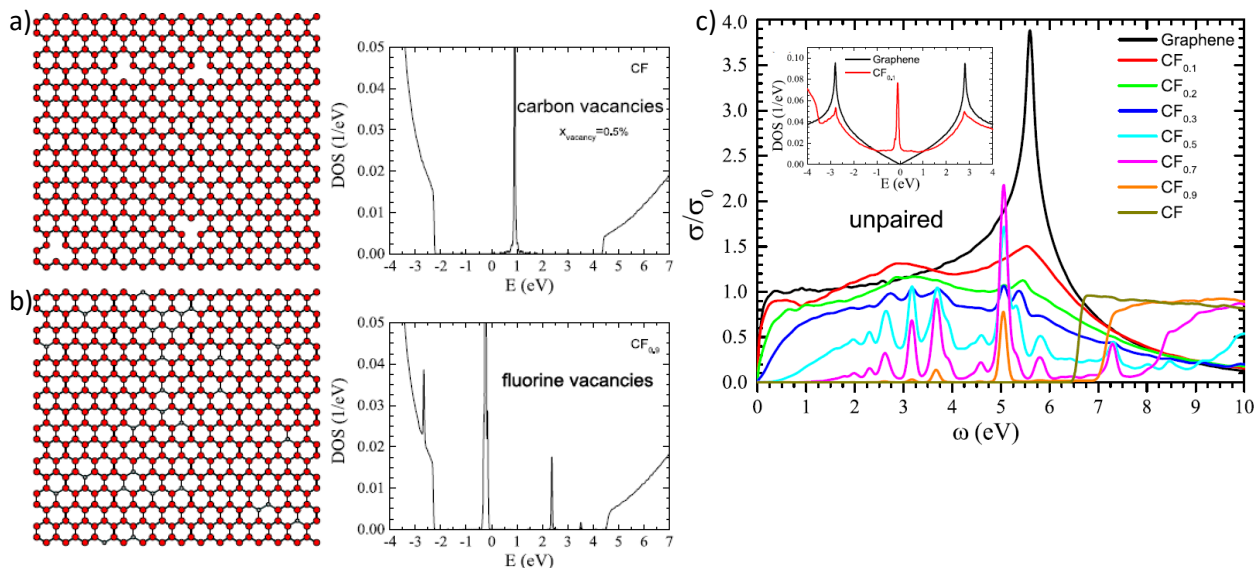 a)
0.05
0.04
0.03
0.02
0.01
0.00
DOS (1/eV)
CF
carbon vacancies
x_vacancy=0.5%
-4 -3 -2 -1 0 1 2 3 4 5 6 7
E (eV)
b)
0.05
0.04
0.03
0.02
0.01
0.00
DOS (1/eV)
CF0.9
fluorine vacancies
-4 -3 -2 -1 0 1 2 3 4 5 6 7
E (eV)
c)
4.0
3.5
3.0
2.5
2.0
1.5
1.0
0.5
0.0
σ/σ0
0.10
0.08
0.06
0.04
0.02
0.00
DOS (1/eV)
Graphene
CF0.1
-4 -3 -2 -1 0 1 2 3 4
E (eV)
unpaired
Graphene
CF0.1
CF0.2
CF0.3
CF0.5
CF0.7
CF0.9
CF
0 1 2 3 4 5 6 7 8 9 10
ω (eV)